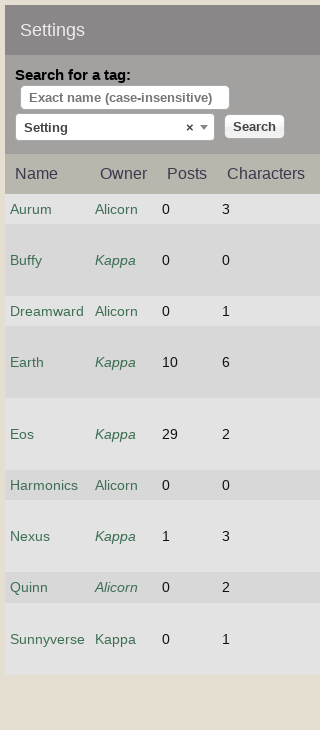 Settings
Search for a tag:
Exact name (case-insensitive)
Setting × Search
Name Owner Posts Characters
Aurum Alicorn 0 3
Buffy Kappa 0 0
Dreamward Alicorn 0 1
Earth Kappa 10 6
Eos Kappa 29 2
Harmonics Alicorn 0 0
Nexus Kappa 1 3
Quinn Alicorn 0 2
Sunnyverse Kappa 0 1